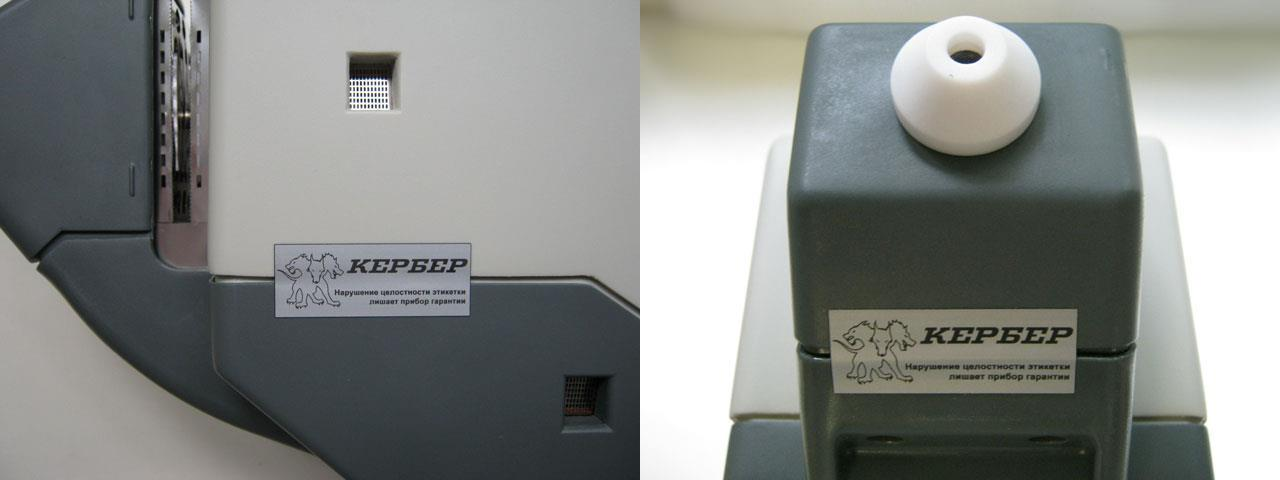 КЕРБЕР
Нарушение целостности этикетки
лишает прибор гарантии
КЕРБЕР
Нарушение целостности этикетки
лишает прибор гарантии